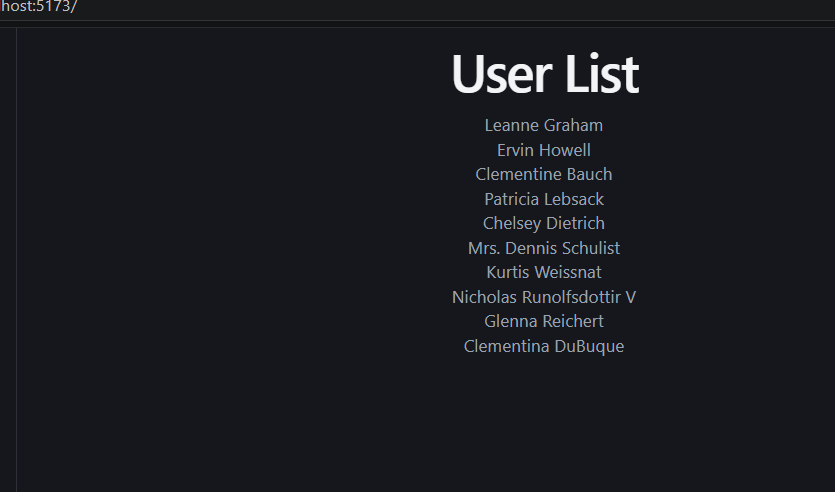 host:5173/
User List
Leanne Graham
Ervin Howell
Clementine Bauch
Patricia Lebsack
Chelsey Dietrich
Mrs. Dennis Schulist
Kurtis Weissnat
Nicholas Runolfsdottir V
Glenna Reichert
Clementina DuBuque